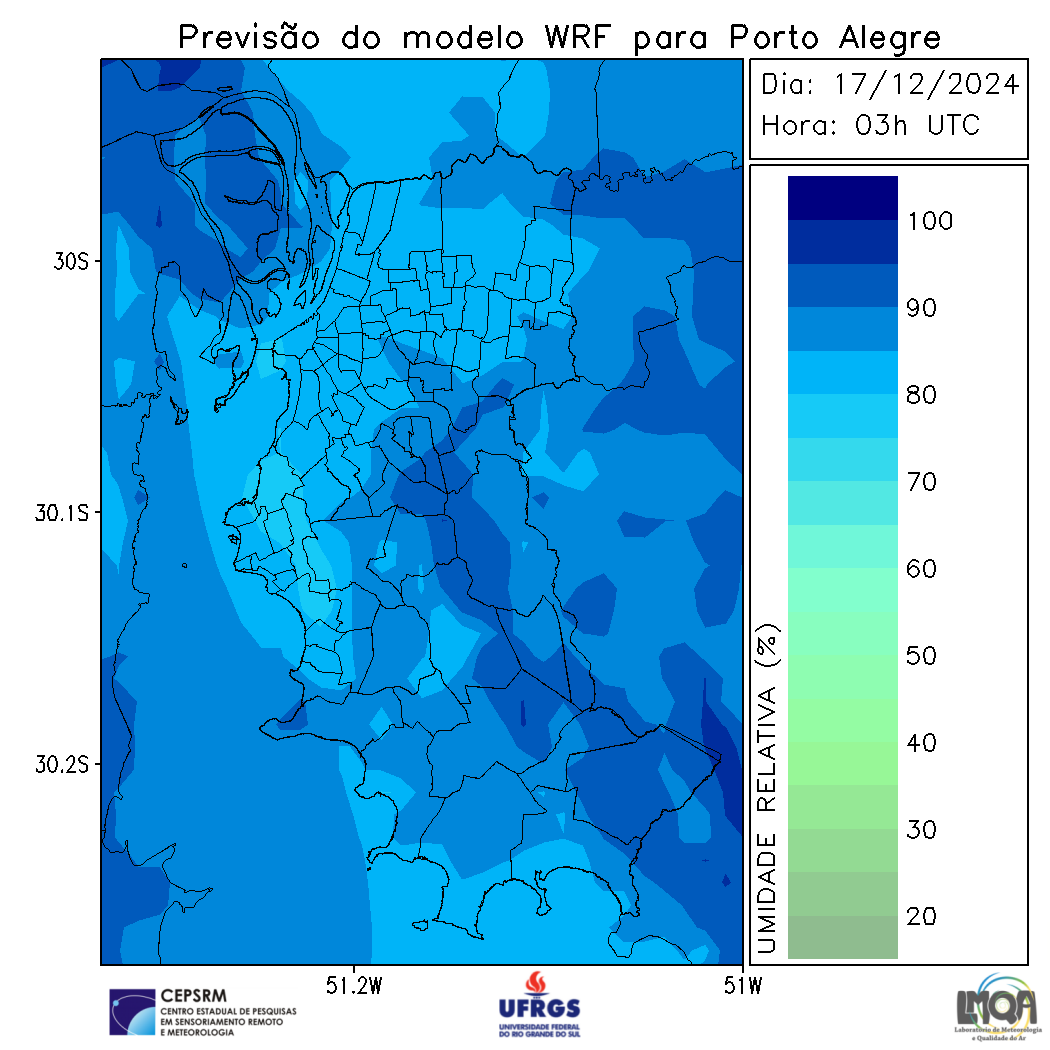 Previsão do modelo WRF para Porto Alegre
Dia: 17/12/2024
Hora: 03h UTC
100
90
80
70
60
50
40
30
20
UMIDADE RELATIVA (%)
30S
30.1S
30.2S
51.2W
51W
CEPSRM
CENTRO ESTADUAL DE PESQUISAS
EM SENSORIAMENTO REMOTO
E METEOROLOGIA
UFRGS
UNIVERSIDADE FEDERAL
DO RIO GRANDE DO SUL
LMQA
Laboratório de Meteorologia
e Qualidade do Ar